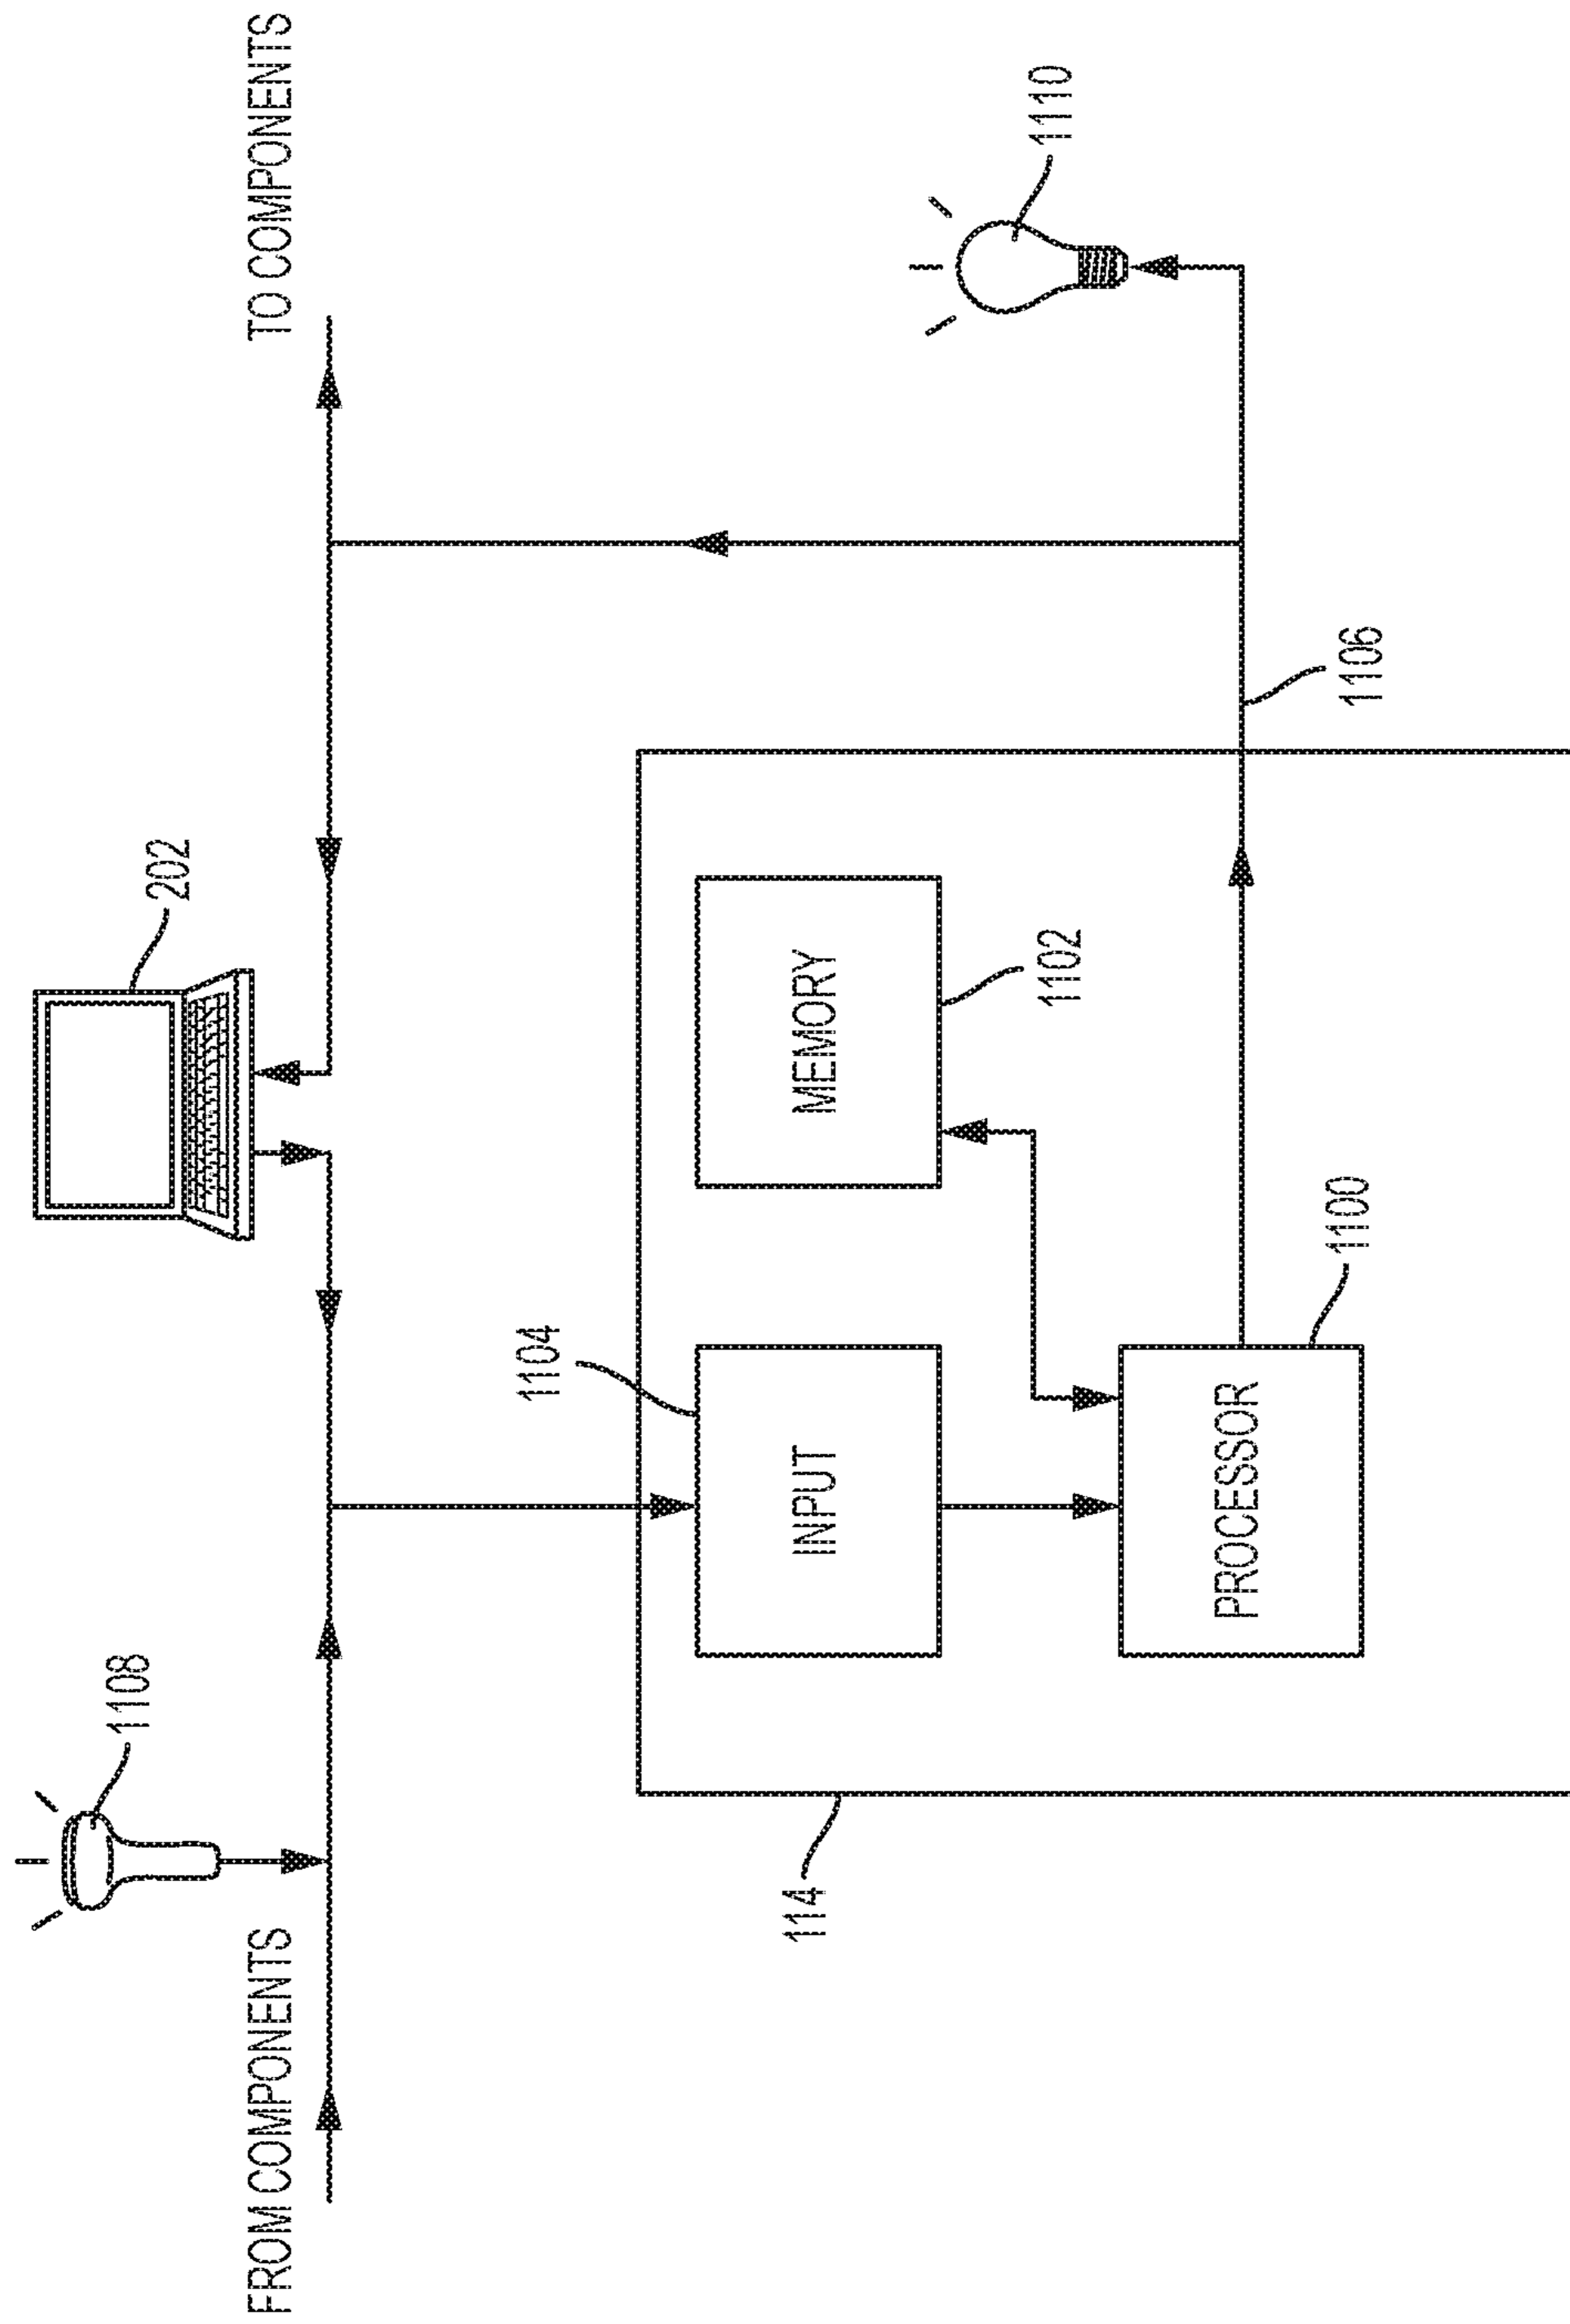 1108
202
FROM COMPONENTS
TO COMPONENTS
1104
114
INPUT
MEMORY
1110
1102
PROCESSOR
1100
1106